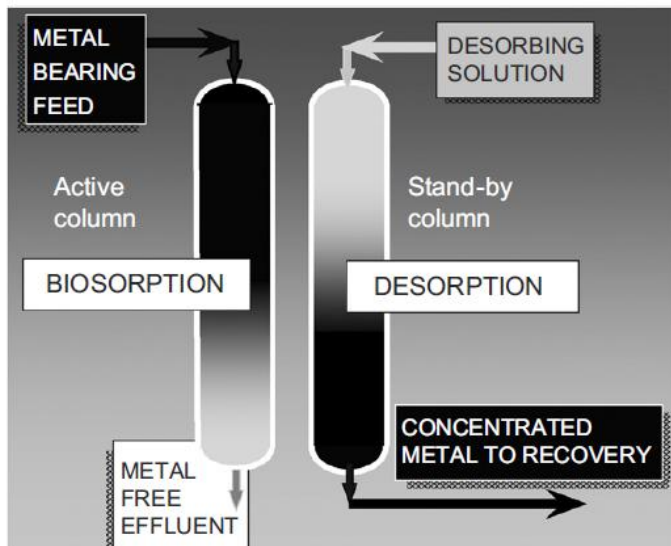 METAL
BEARING
FEED
DESORBING
SOLUTION
Active
column
Stand-by
column
BIOSORPTION
DESORPTION
CONCENTRATED
METAL TO RECOVERY
METAL
FREE
EFFLUENT